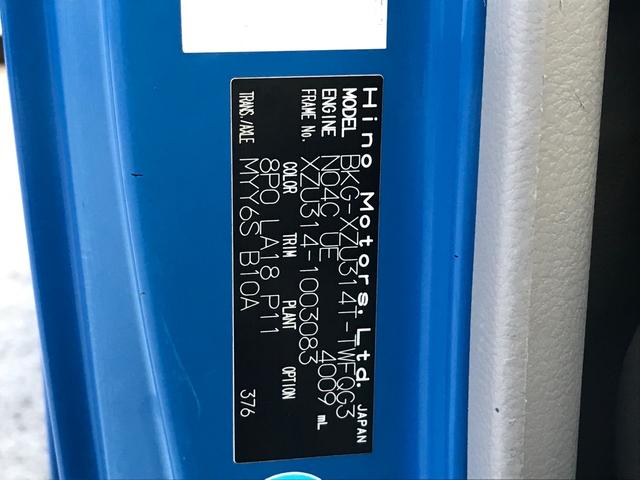 Hino Motors, Ltd. JAPAN
MODEL BKG-XZU314T-TWFQG3
ENGINE No4C UE 4009 mL
FRAME No. XZU314-1003083
COLOR TRIM PLANT OPTION
8P0 LA18 P11
TRANS./AXLE MYY6S B10A 376